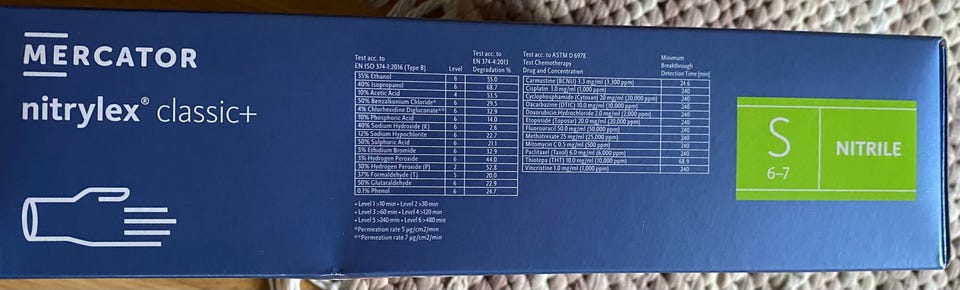 MERCATOR
nitrylex® classic+
Test acc. to EN ISO 374-1:2016 (Type B) Level Test acc. to EN 374-4:2013 Degradation %
35% Ethanol 6 55.0
40% Isopropanol 6 68.7
10% Acetic Acid 4 53.5
50% Benzalkonium Chloride* 6 29.5
4% Chlorhexidine Digluconate** 6 32.9
10% Phosphoric Acid 6 14.0
40% Sodium Hydroxide (K) 6 2.6
12% Sodium Hypochlorite 6 22.7
50% Sulphuric Acid 6 21.1
5% Ethidium Bromide 6 32.9
3% Hydrogen Peroxide 6 44.0
30% Hydrogen Peroxide (P) 2 52.8
37% Formaldehyde (T) 5 20.0
50% Glutaraldehyde 6 22.9
0.1% Phenol 6 24.7
• Level 1 >10 min • Level 2 >30 min
• Level 3 >60 min • Level 4 >120 min
• Level 5 >240 min • Level 6 >480 min
*Permeation rate 5 µg/cm2/min
**Permeation rate 7 µg/cm2/min
Test acc. to ASTM D 6978
Test Chemotherapy
Drug and Concentration Minimum Breakthrough Detection Time [min]
Carmustine (BCNU) 3.3 mg/ml (3,300 ppm) 24.6
Cisplatin 1.0 mg/ml (1,000 ppm) 240
Cyclophosphamide (Cytoxan) 20 mg/ml (20,000 ppm) 240
Dacarbazine (DTIC) 10.0 mg/ml (10,000 ppm) 240
Doxorubicin Hydrochloride 2.0 mg/ml (2,000 ppm) 240
Etoposide (Toposar) 20.0 mg/ml (20,000 ppm) 240
Fluorouracil 50.0 mg/ml (50,000 ppm) 240
Methotrexate 25 mg/ml (25,000 ppm) 240
Mitomycin C 0.5 mg/ml (500 ppm) 240
Paclitaxel (Taxol) 6.0 mg/ml (6,000 ppm) 240
Thiotepa (THT) 10.0 mg/ml (10,000 ppm) 68.9
Vincristine 1.0 mg/ml (1,000 ppm) 240
S
6–7
NITRILE